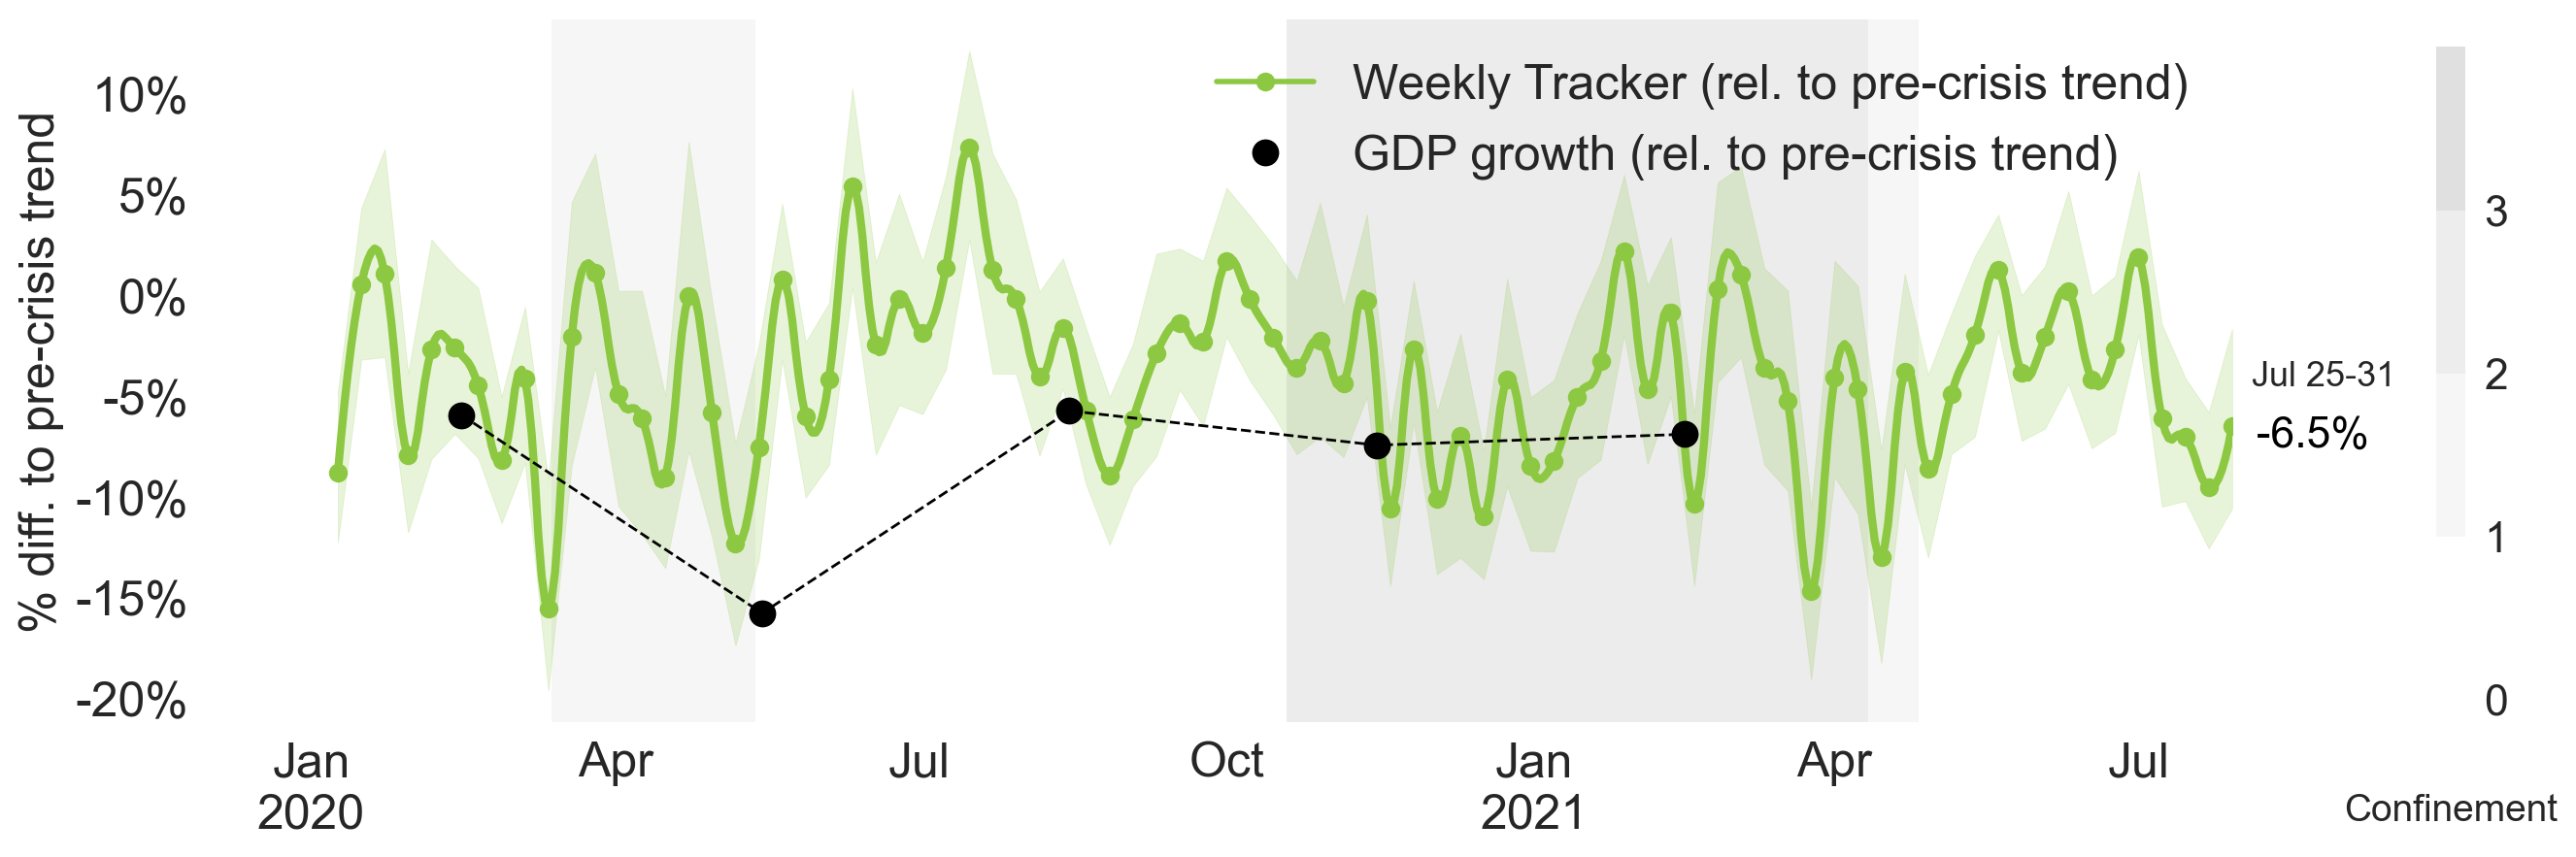 % diff. to pre-crisis trend
10%
5%
0%
-5%
-10%
-15%
-20%
Weekly Tracker (rel. to pre-crisis trend)
GDP growth (rel. to pre-crisis trend)
Jul 25-31
-6.5%
3
2
1
0
Confinement
Jan
2020
Apr
Jul
Oct
Jan
2021
Apr
Jul